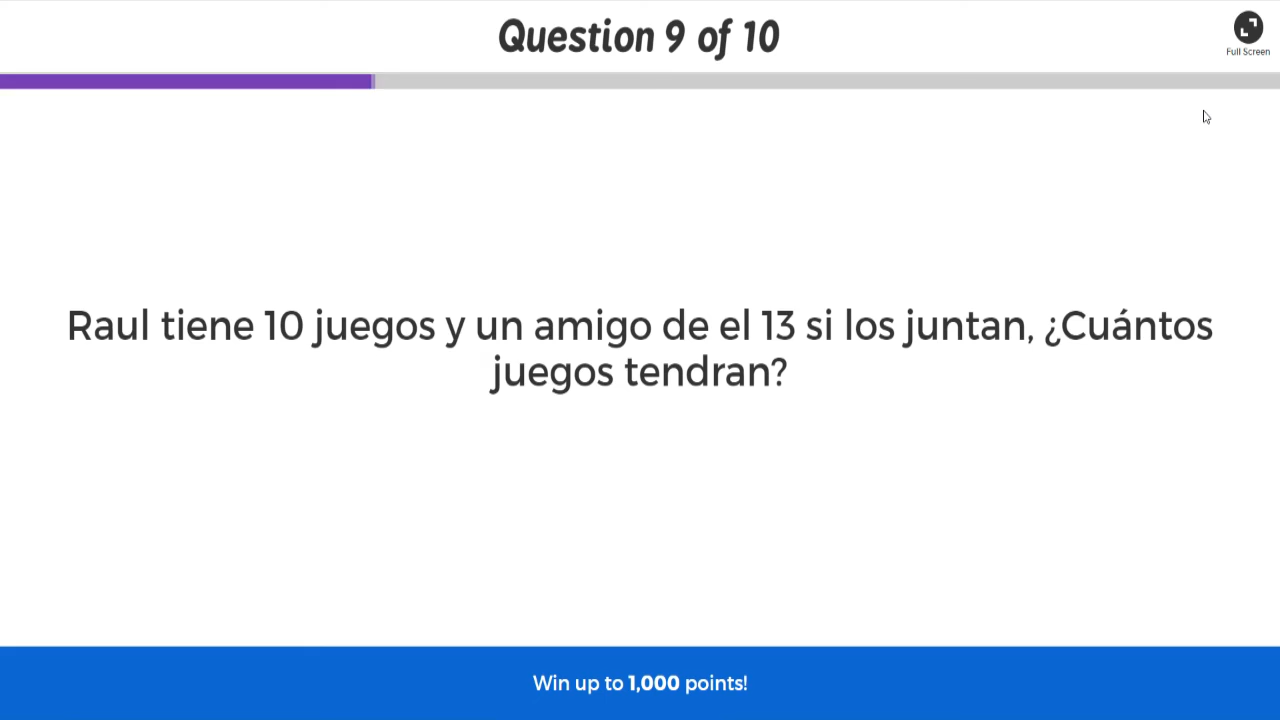 Question 9 of 10
Full Screen
Raul tiene 10 juegos y un amigo de el 13 si los juntan, ¿Cuántos
juegos tendran?
Win up to 1,000 points!